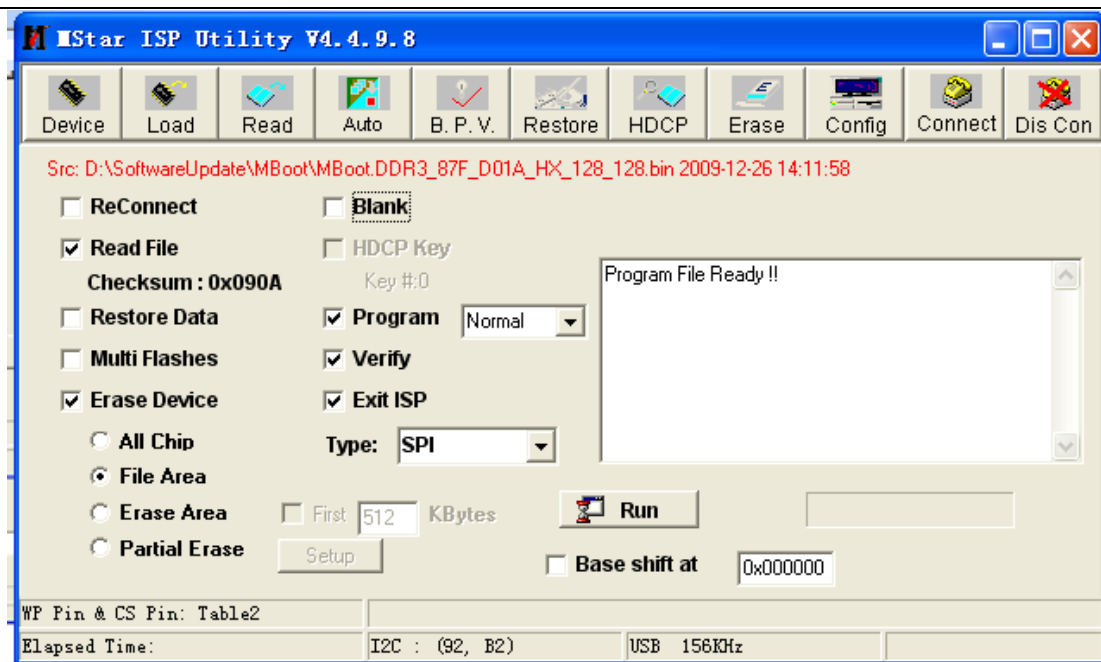 MStar ISP Utility V4.4.9.8
Device Load Read Auto B. P. V. Restore HDCP Erase Config Connect Dis Con
Src: D:\SoftwareUpdate\MBoot\MBoot.DDR3_87F_D01A_HX_128_128.bin 2009-12-26 14:11:58
ReConnect Blank
Read File HDCP Key
Checksum : 0x090A Key #:0
Program File Ready !!
Restore Data Program Normal
Multi Flashes Verify
Erase Device Exit ISP
All Chip Type: SPI
File Area
Erase Area First 512 KBytes Run
Partial Erase Setup
Base shift at 0x000000
WP Pin & CS Pin: Table2
Elapsed Time: I2C : (92, B2) USB 156KHz